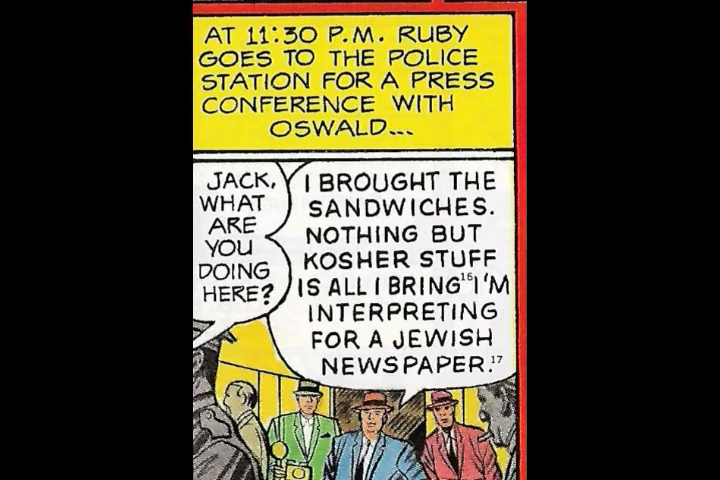 AT 11:30 P.M. RUBY
GOES TO THE POLICE
STATION FOR A PRESS
CONFERENCE WITH
OSWALD...
JACK,
WHAT
ARE
YOU
DOING
HERE?
I BROUGHT THE
SANDWICHES.
NOTHING BUT
KOSHER STUFF
IS ALL I BRING16 I'M
INTERPRETING
FOR A JEWISH
NEWSPAPER.17